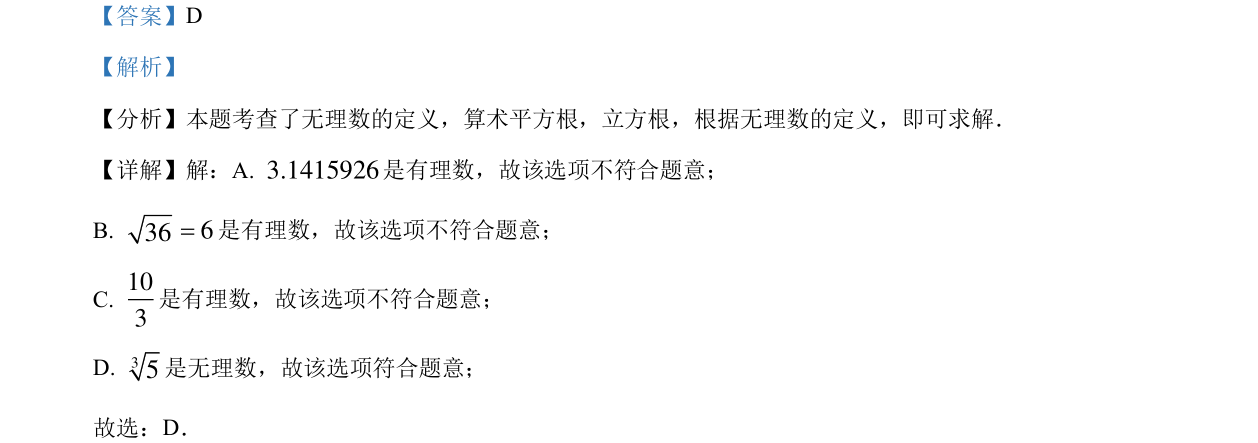 【答案】D
【解析】
【分析】本题考查了无理数的定义，算术平方根，立方根，根据无理数的定义，即可求解．
【详解】解：A. 3.1415926是有理数，故该选项不符合题意；
B. √36 = 6是有理数，故该选项不符合题意；
C. 10/3是有理数，故该选项不符合题意；
D. ∛5是无理数，故该选项符合题意；
故选：D．